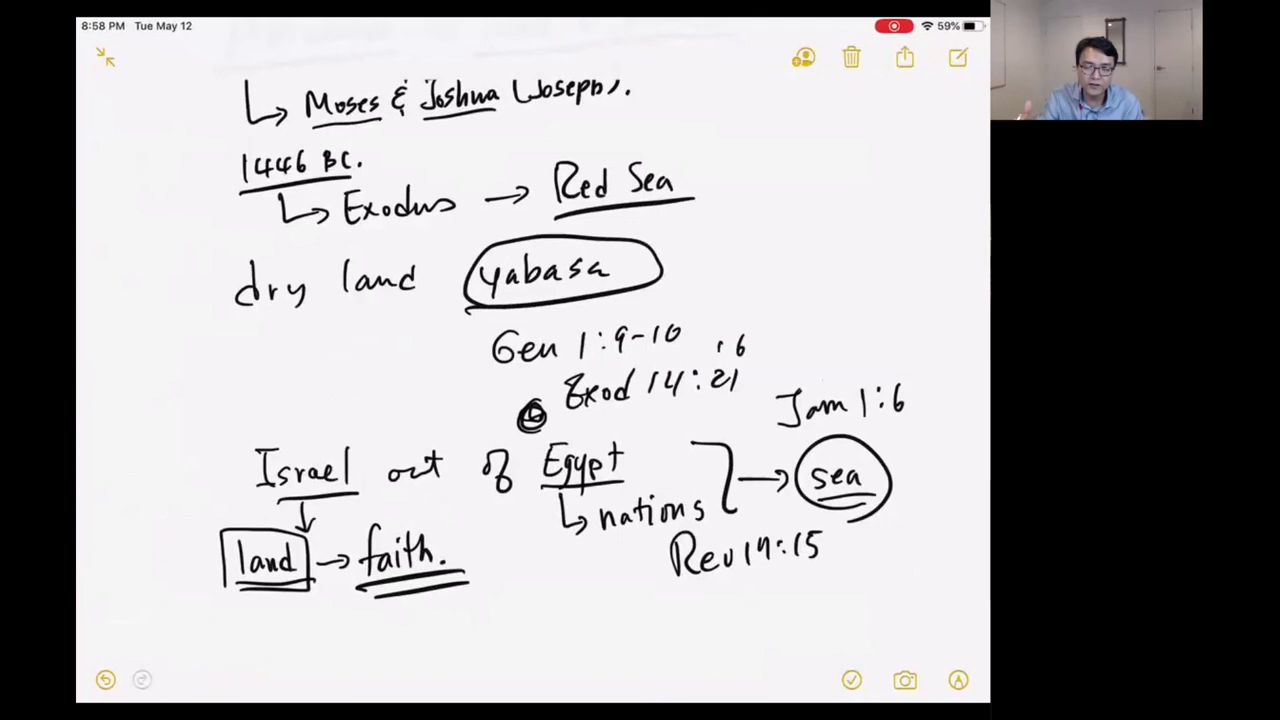 8:58 PM Tue May 12
59%
↳ Moses & Joshua (Joseph).
1446 BC.
↳ Exodus → Red Sea
dry land yabasa
Gen 1:9-10
,6
Exod 14:21
Jam 1:6
Israel out of Egypt → sea
↳ nations
land → faith.
Rev 17:15